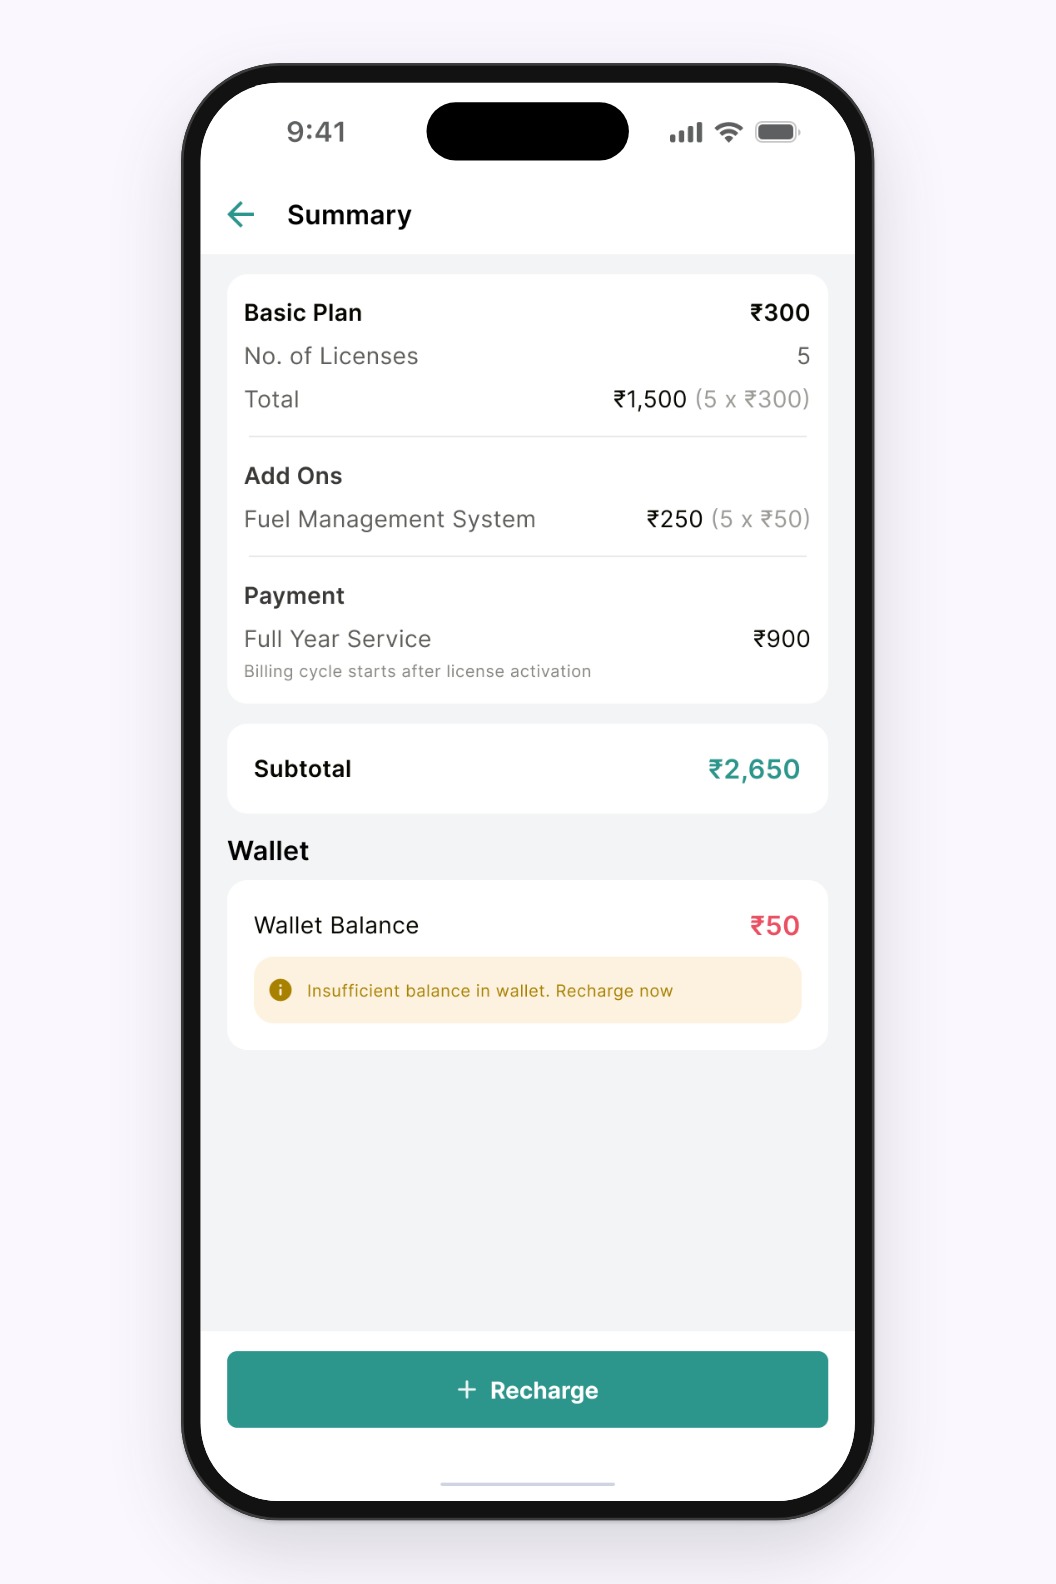 9:41
Summary
Basic Plan ₹300
No. of Licenses 5
Total ₹1,500 (5 x ₹300)
Add Ons
Fuel Management System ₹250 (5 x ₹50)
Payment
Full Year Service ₹900
Billing cycle starts after license activation
Subtotal ₹2,650
Wallet
Wallet Balance ₹50
Insufficient balance in wallet. Recharge now
+ Recharge